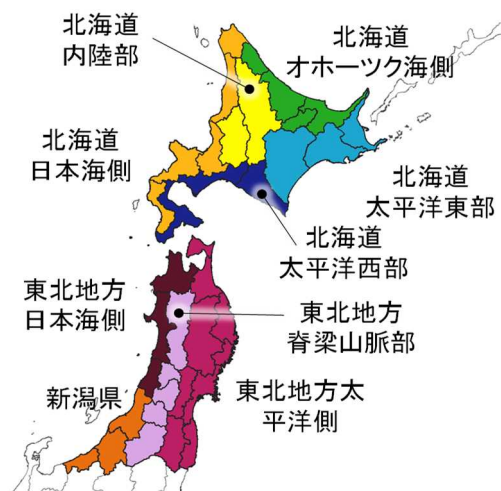 北海道
内陸部
北海道
オホーツク海側
北海道
日本海側
北海道
太平洋東部
北海道
太平洋西部
東北地方
日本海側
東北地方
脊梁山脈部
新潟県
東北地方太
平洋側